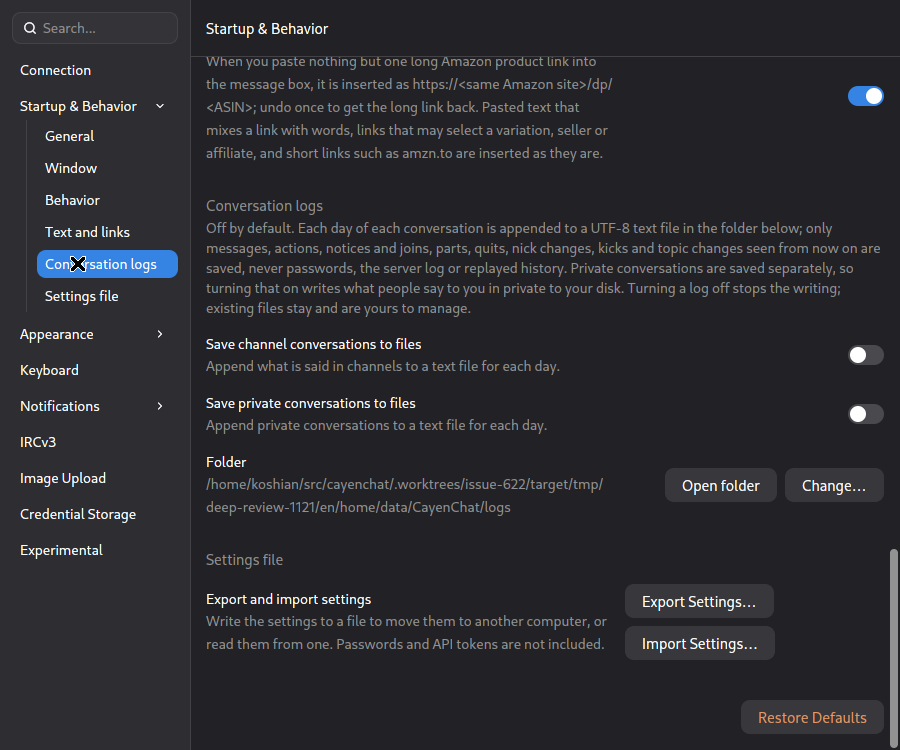 Search...
Startup & Behavior
Connection
Startup & Behavior
General
Window
Behavior
Text and links
Conversation logs
Settings file
Appearance
Keyboard
Notifications
IRCv3
Image Upload
Credential Storage
Experimental
When you paste nothing but one long Amazon product link into
the message box, it is inserted as https://<same Amazon site>/dp/
<ASIN>; undo once to get the long link back. Pasted text that
mixes a link with words, links that may select a variation, seller or
affiliate, and short links such as amzn.to are inserted as they are.
Conversation logs
Off by default. Each day of each conversation is appended to a UTF-8 text file in the folder below; only
messages, actions, notices and joins, parts, quits, nick changes, kicks and topic changes seen from now on are
saved, never passwords, the server log or replayed history. Private conversations are saved separately, so
turning that on writes what people say to you in private to your disk. Turning a log off stops the writing;
existing files stay and are yours to manage.
Save channel conversations to files
Append what is said in channels to a text file for each day.
Save private conversations to files
Append private conversations to a text file for each day.
Folder
/home/koshian/src/cayenchat/.worktrees/issue-622/target/tmp/
deep-review-1121/en/home/data/CayenChat/logs
Open folder
Change…
Settings file
Export and import settings
Write the settings to a file to move them to another computer, or
read them from one. Passwords and API tokens are not included.
Export Settings…
Import Settings…
Restore Defaults